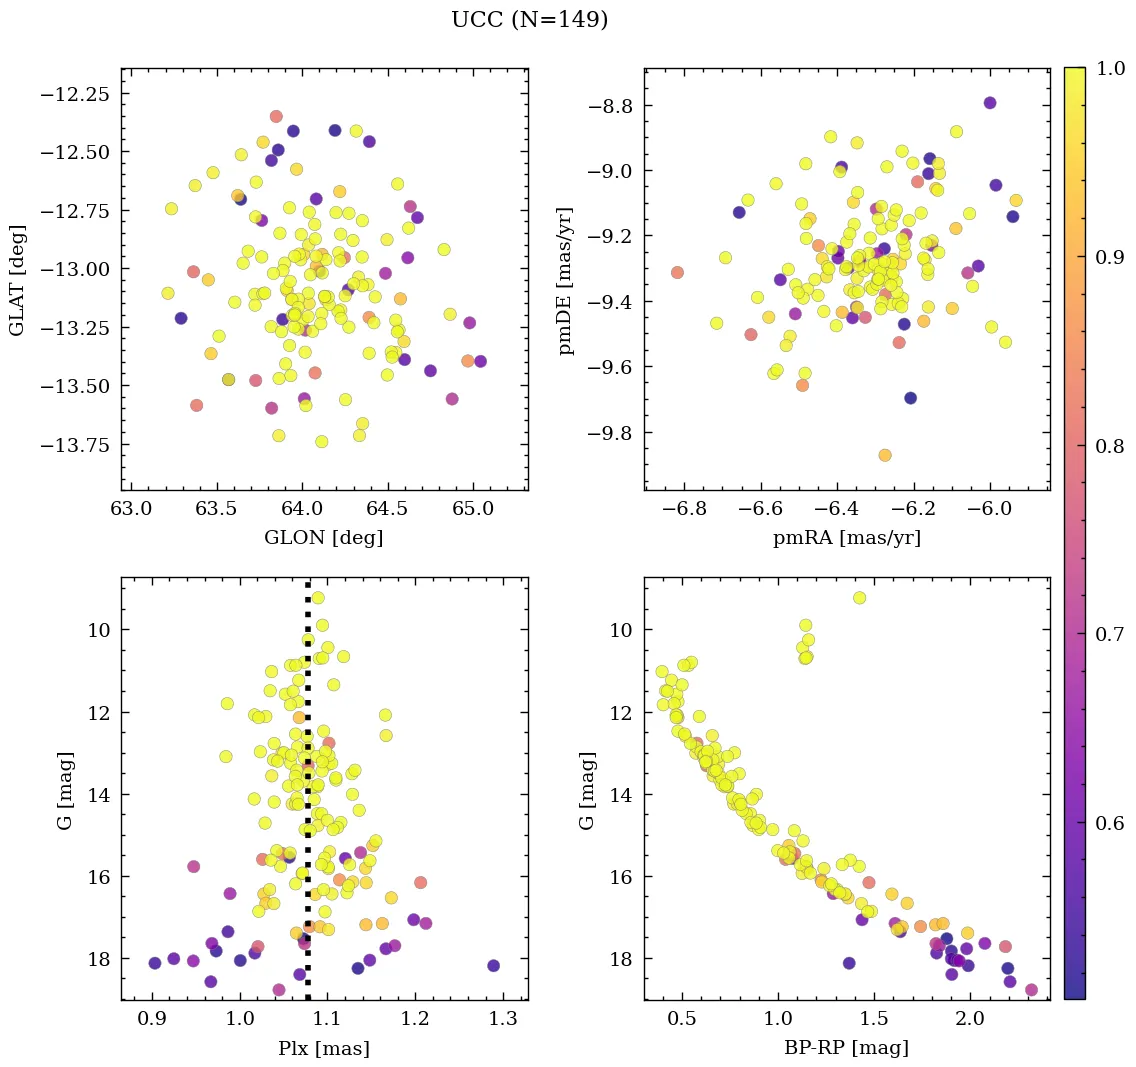 UCC (N=149)
−12.25
−12.50
−12.75
−13.00
−13.25
−13.50
−13.75
GLAT [deg]
63.0 63.5 64.0 64.5 65.0
GLON [deg]
−8.8
−9.0
−9.2
−9.4
−9.6
−9.8
pmDE [mas/yr]
−6.8 −6.6 −6.4 −6.2 −6.0
pmRA [mas/yr]
1.0
0.9
0.8
0.7
0.6
10
12
14
16
18
G [mag]
0.9 1.0 1.1 1.2 1.3
Plx [mas]
10
12
14
16
18
G [mag]
0.5 1.0 1.5 2.0
BP-RP [mag]